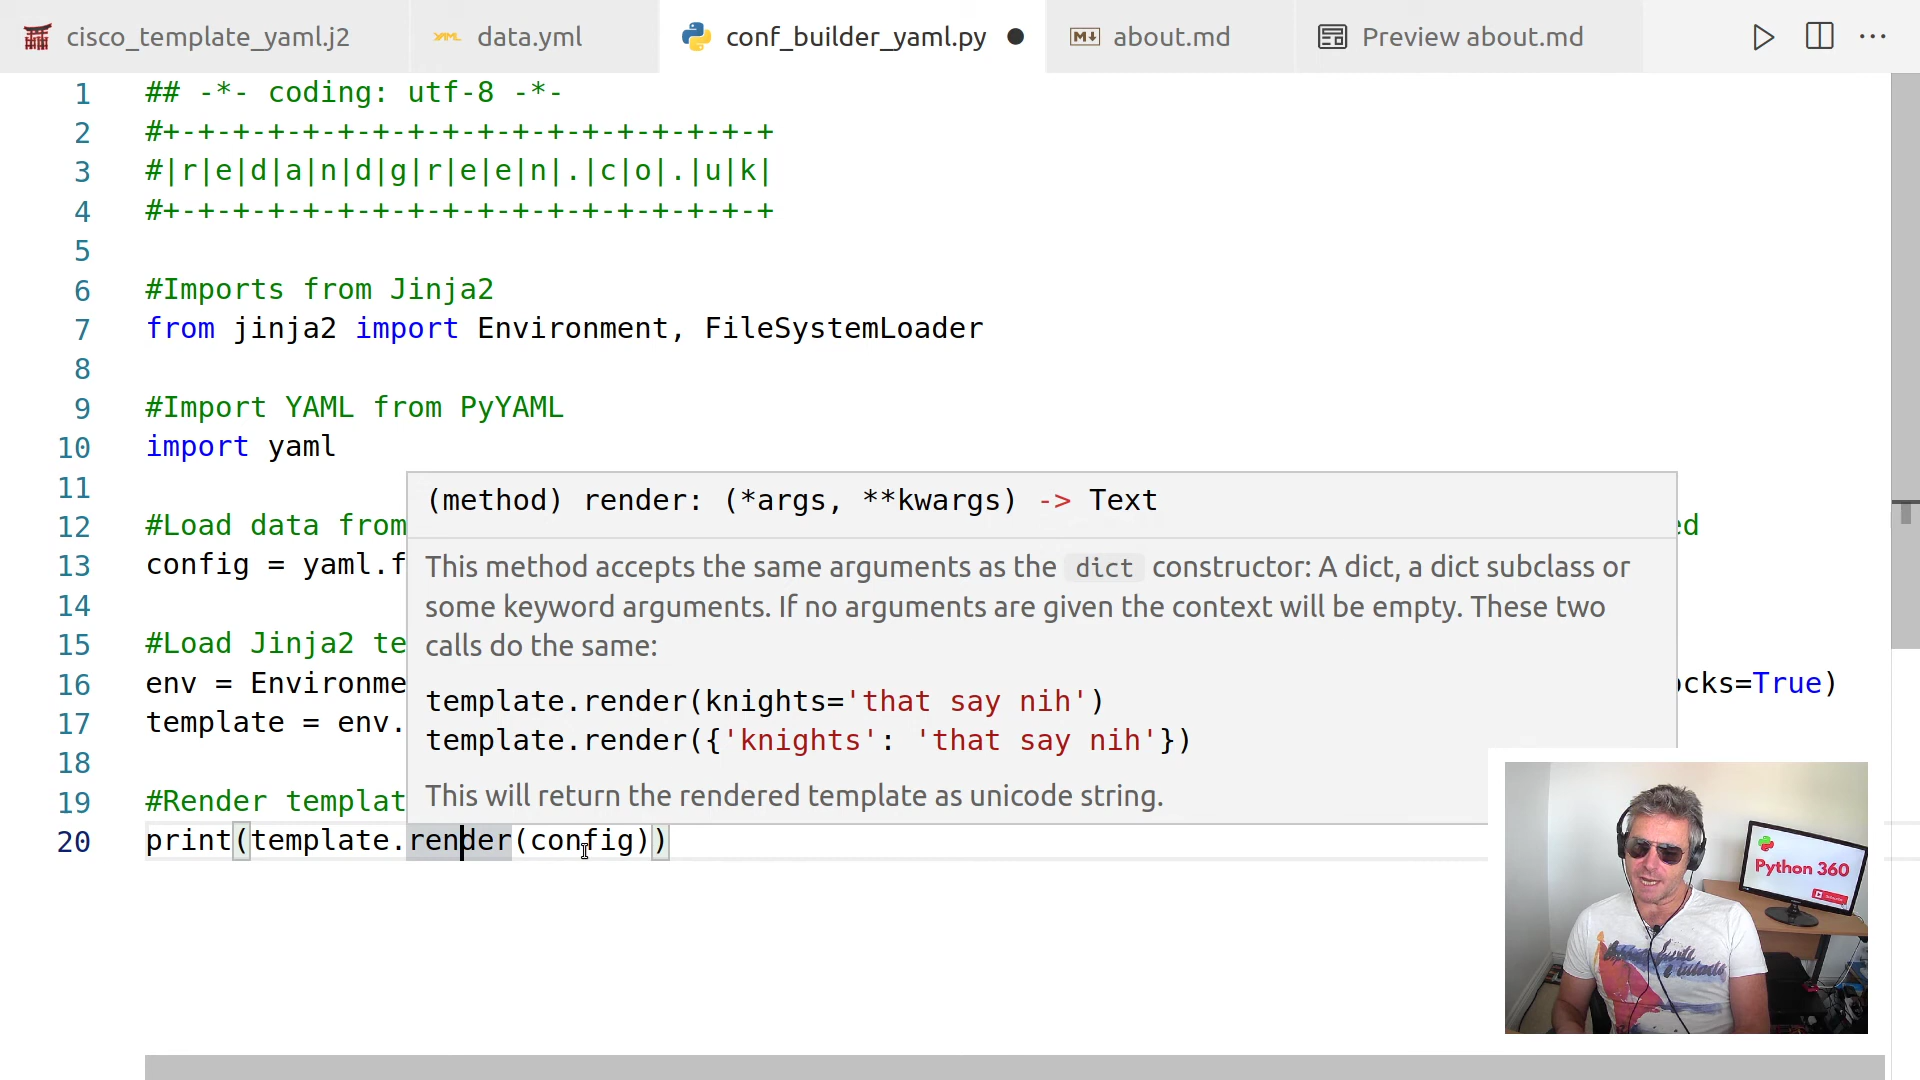 cisco_template_yaml.j2 data.yml conf_builder_yaml.py about.md Preview about.md
1 ## -*- coding: utf-8 -*-
2 #+-+-+-+-+-+-+-+-+-+-+-+-+-+-+-+-+-+
3 #|r|e|d|a|n|d|g|r|e|e|n|.|c|o|.|u|k|
4 #+-+-+-+-+-+-+-+-+-+-+-+-+-+-+-+-+-+
5
6 #Imports from Jinja2
7 from jinja2 import Environment, FileSystemLoader
8
9 #Import YAML from PyYAML
10 import yaml
11
12 #Load data from ed
13 config = yaml.f
14
15 #Load Jinja2 te
16 env = Environme ocks=True)
17 template = env.
18
19 #Render templat
20 print(template.render(config))
(method) render: (*args, **kwargs) -> Text
This method accepts the same arguments as the dict constructor: A dict, a dict subclass or
some keyword arguments. If no arguments are given the context will be empty. These two
calls do the same:
template.render(knights='that say nih')
template.render({'knights': 'that say nih'})
This will return the rendered template as unicode string.
Python 360